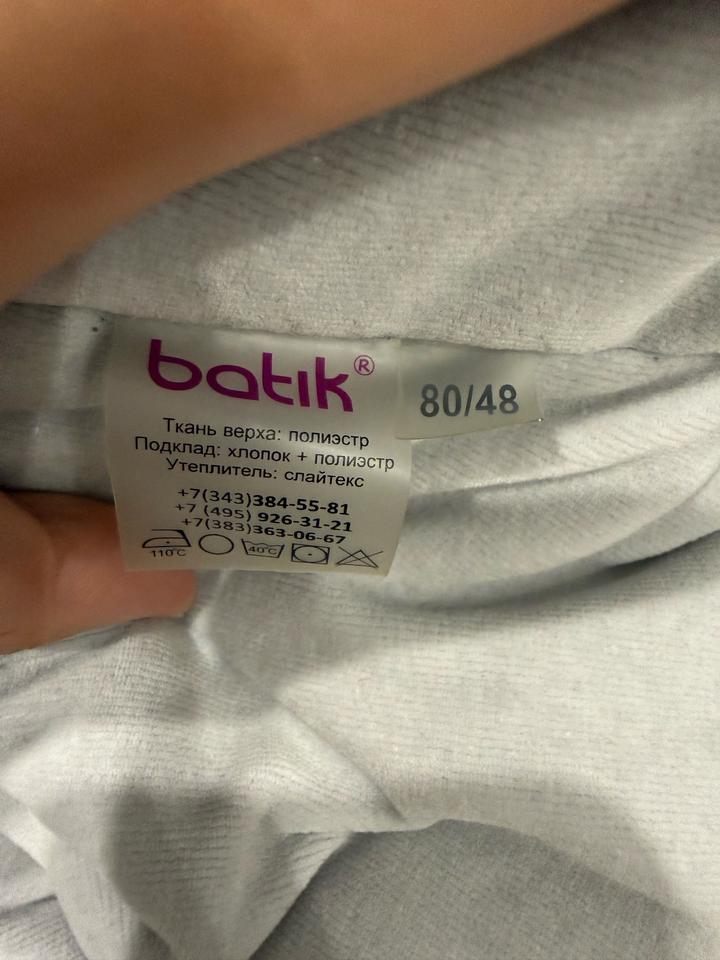 batik®
80/48
Ткань верха: полиэстр
Подклад: хлопок + полиэстр
Утеплитель: слайтекс
+7(343)384-55-81
+7 (495) 926-31-21
+7(383)363-06-67
110°C
40°C